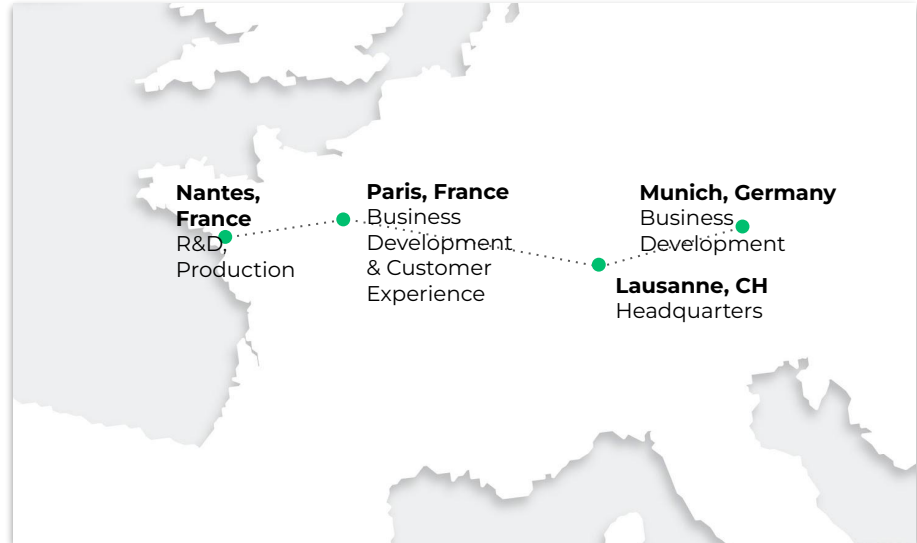 Nantes,
France
R&D,
Production
Paris, France
Business
Development
& Customer
Experience
Munich, Germany
Business
Development
Lausanne, CH
Headquarters